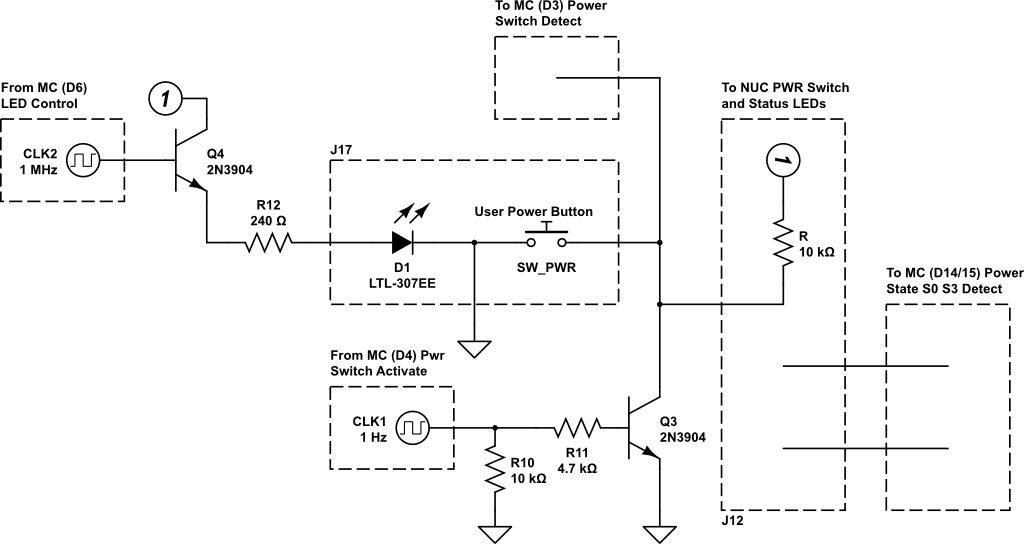 To MC (D3) Power
Switch Detect
From MC (D6)
LED Control
1
CLK2
1 MHz
Q4
2N3904
To NUC PWR Switch
and Status LEDs
1
J17
R12
240 Ω
User Power Button
D1
LTL-307EE
SW_PWR
R
10 kΩ
To MC (D14/15) Power
State S0 S3 Detect
From MC (D4) Pwr
Switch Activate
CLK1
1 Hz
R10
10 kΩ
R11
4.7 kΩ
Q3
2N3904
J12